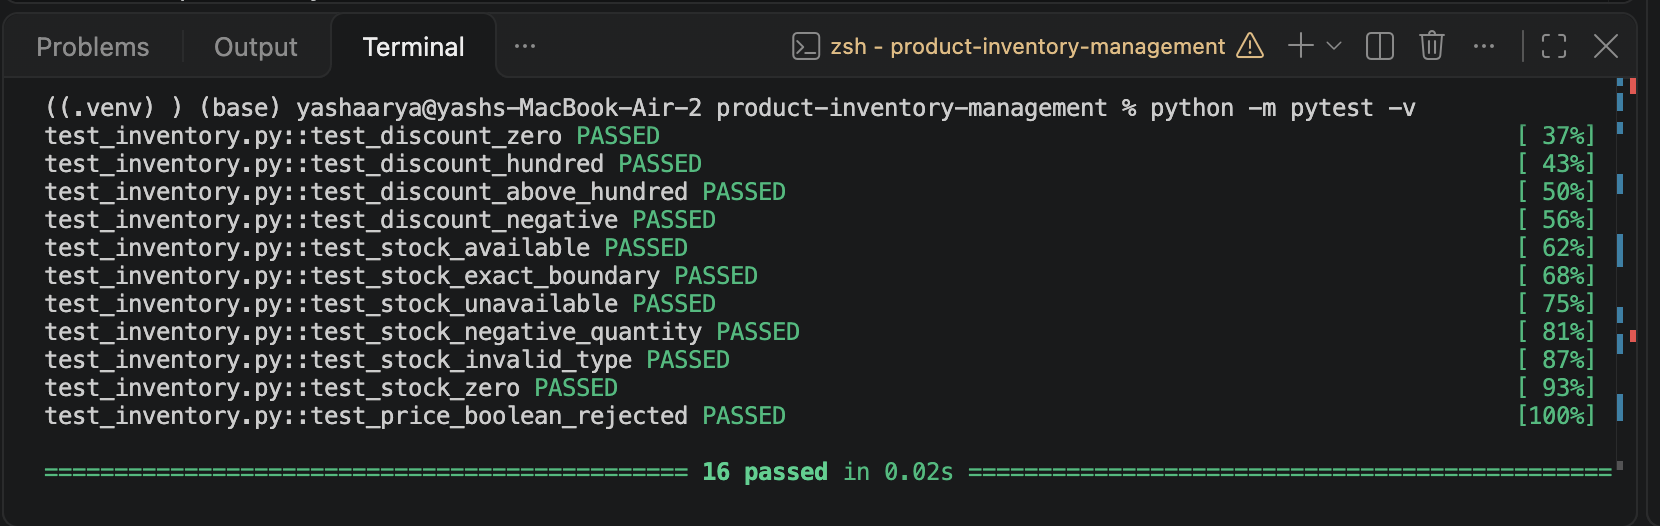 Problems Output Terminal ··· zsh - product-inventory-management
((.venv) ) (base) yashaarya@yashs-MacBook-Air-2 product-inventory-management % python -m pytest -v
test_inventory.py::test_discount_zero PASSED [ 37%]
test_inventory.py::test_discount_hundred PASSED [ 43%]
test_inventory.py::test_discount_above_hundred PASSED [ 50%]
test_inventory.py::test_discount_negative PASSED [ 56%]
test_inventory.py::test_stock_available PASSED [ 62%]
test_inventory.py::test_stock_exact_boundary PASSED [ 68%]
test_inventory.py::test_stock_unavailable PASSED [ 75%]
test_inventory.py::test_stock_negative_quantity PASSED [ 81%]
test_inventory.py::test_stock_invalid_type PASSED [ 87%]
test_inventory.py::test_stock_zero PASSED [ 93%]
test_inventory.py::test_price_boolean_rejected PASSED [100%]
============================================== 16 passed in 0.02s ==============================================